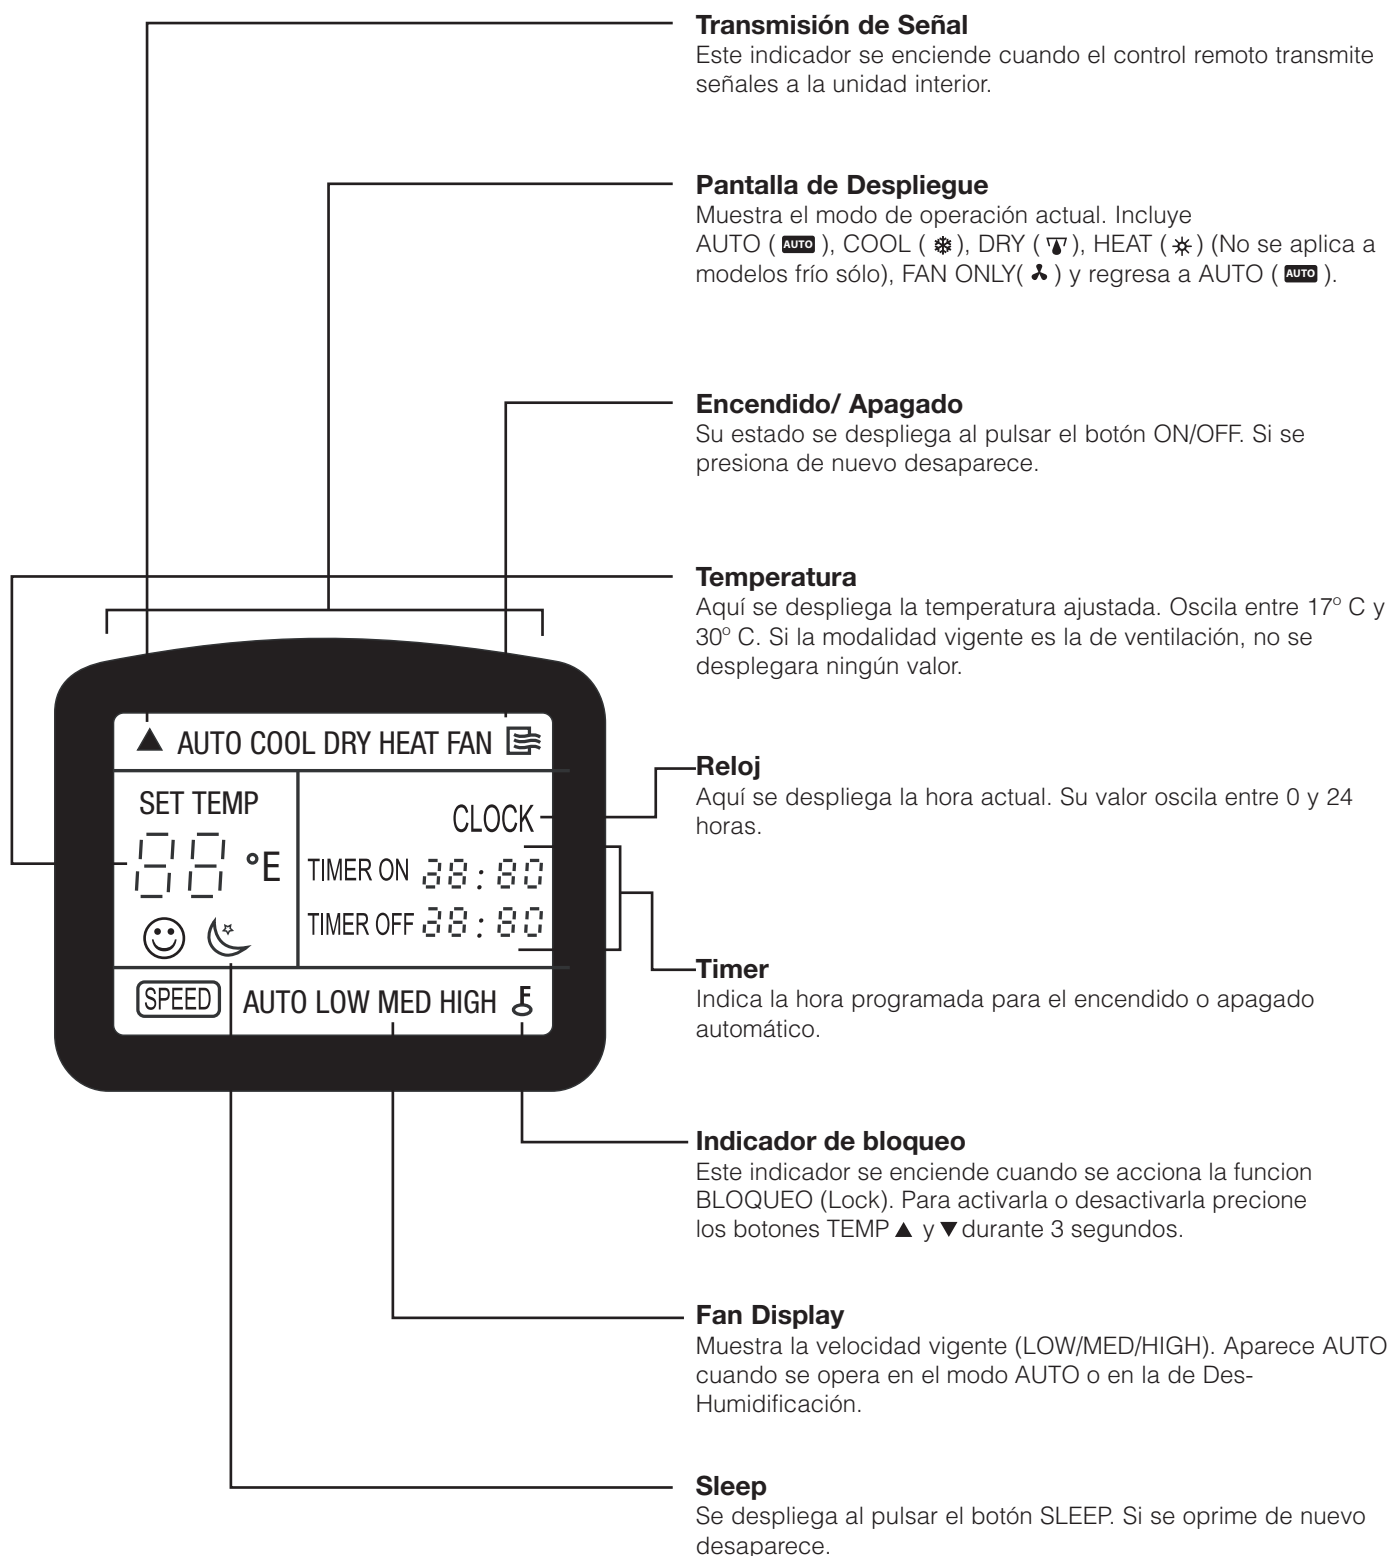 Transmisión de Señal
Este indicador se enciende cuando el control remoto transmite
señales a la unidad interior.
Pantalla de Despliegue
Muestra el modo de operación actual. Incluye
AUTO ( AUTO ), COOL ( ), DRY ( ), HEAT ( ) (No se aplica a
modelos frío sólo), FAN ONLY( ) y regresa a AUTO ( AUTO ).
Encendido/ Apagado
Su estado se despliega al pulsar el botón ON/OFF. Si se
presiona de nuevo desaparece.
Temperatura
Aquí se despliega la temperatura ajustada. Oscila entre 17º C y
30º C. Si la modalidad vigente es la de ventilación, no se
desplegara ningún valor.
▲ AUTO COOL DRY HEAT FAN
SET TEMP
88 °E
CLOCK
TIMER ON 28:80
TIMER OFF 28:80
SPEED AUTO LOW MED HIGH
Reloj
Aquí se despliega la hora actual. Su valor oscila entre 0 y 24
horas.
Timer
Indica la hora programada para el encendido o apagado
automático.
Indicador de bloqueo
Este indicador se enciende cuando se acciona la funcion
BLOQUEO (Lock). Para activarla o desactivarla precione
los botones TEMP ▲ y ▼ durante 3 segundos.
Fan Display
Muestra la velocidad vigente (LOW/MED/HIGH). Aparece AUTO
cuando se opera en el modo AUTO o en la de Des-
Humidificación.
Sleep
Se despliega al pulsar el botón SLEEP. Si se oprime de nuevo
desaparece.